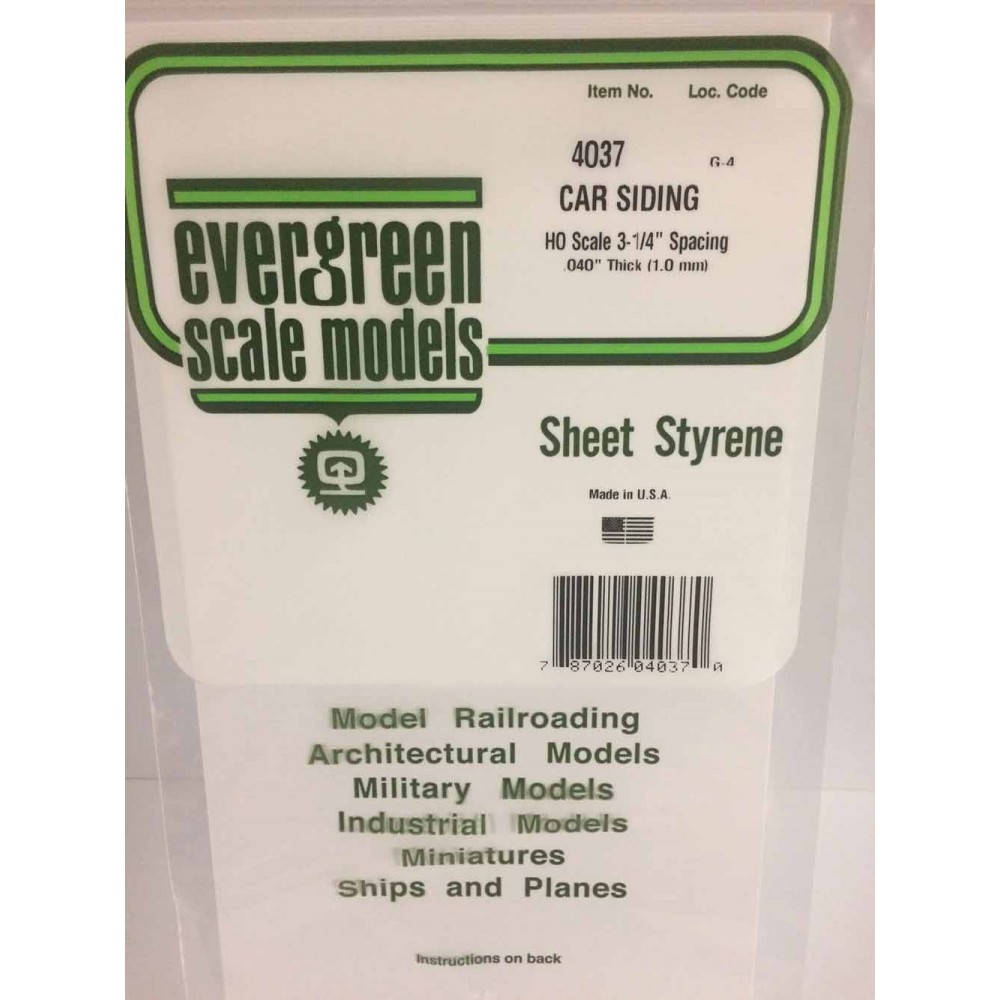 Item No. Loc. Code
4037 G-4
CAR SIDING
HO Scale 3-1/4" Spacing
.040" Thick (1.0 mm)
evergreen
scale models
Sheet Styrene
Made in U.S.A.
7 87026 04037 0
Model Railroading
Architectural Models
Military Models
Industrial Models
Miniatures
Ships and Planes
Instructions on back